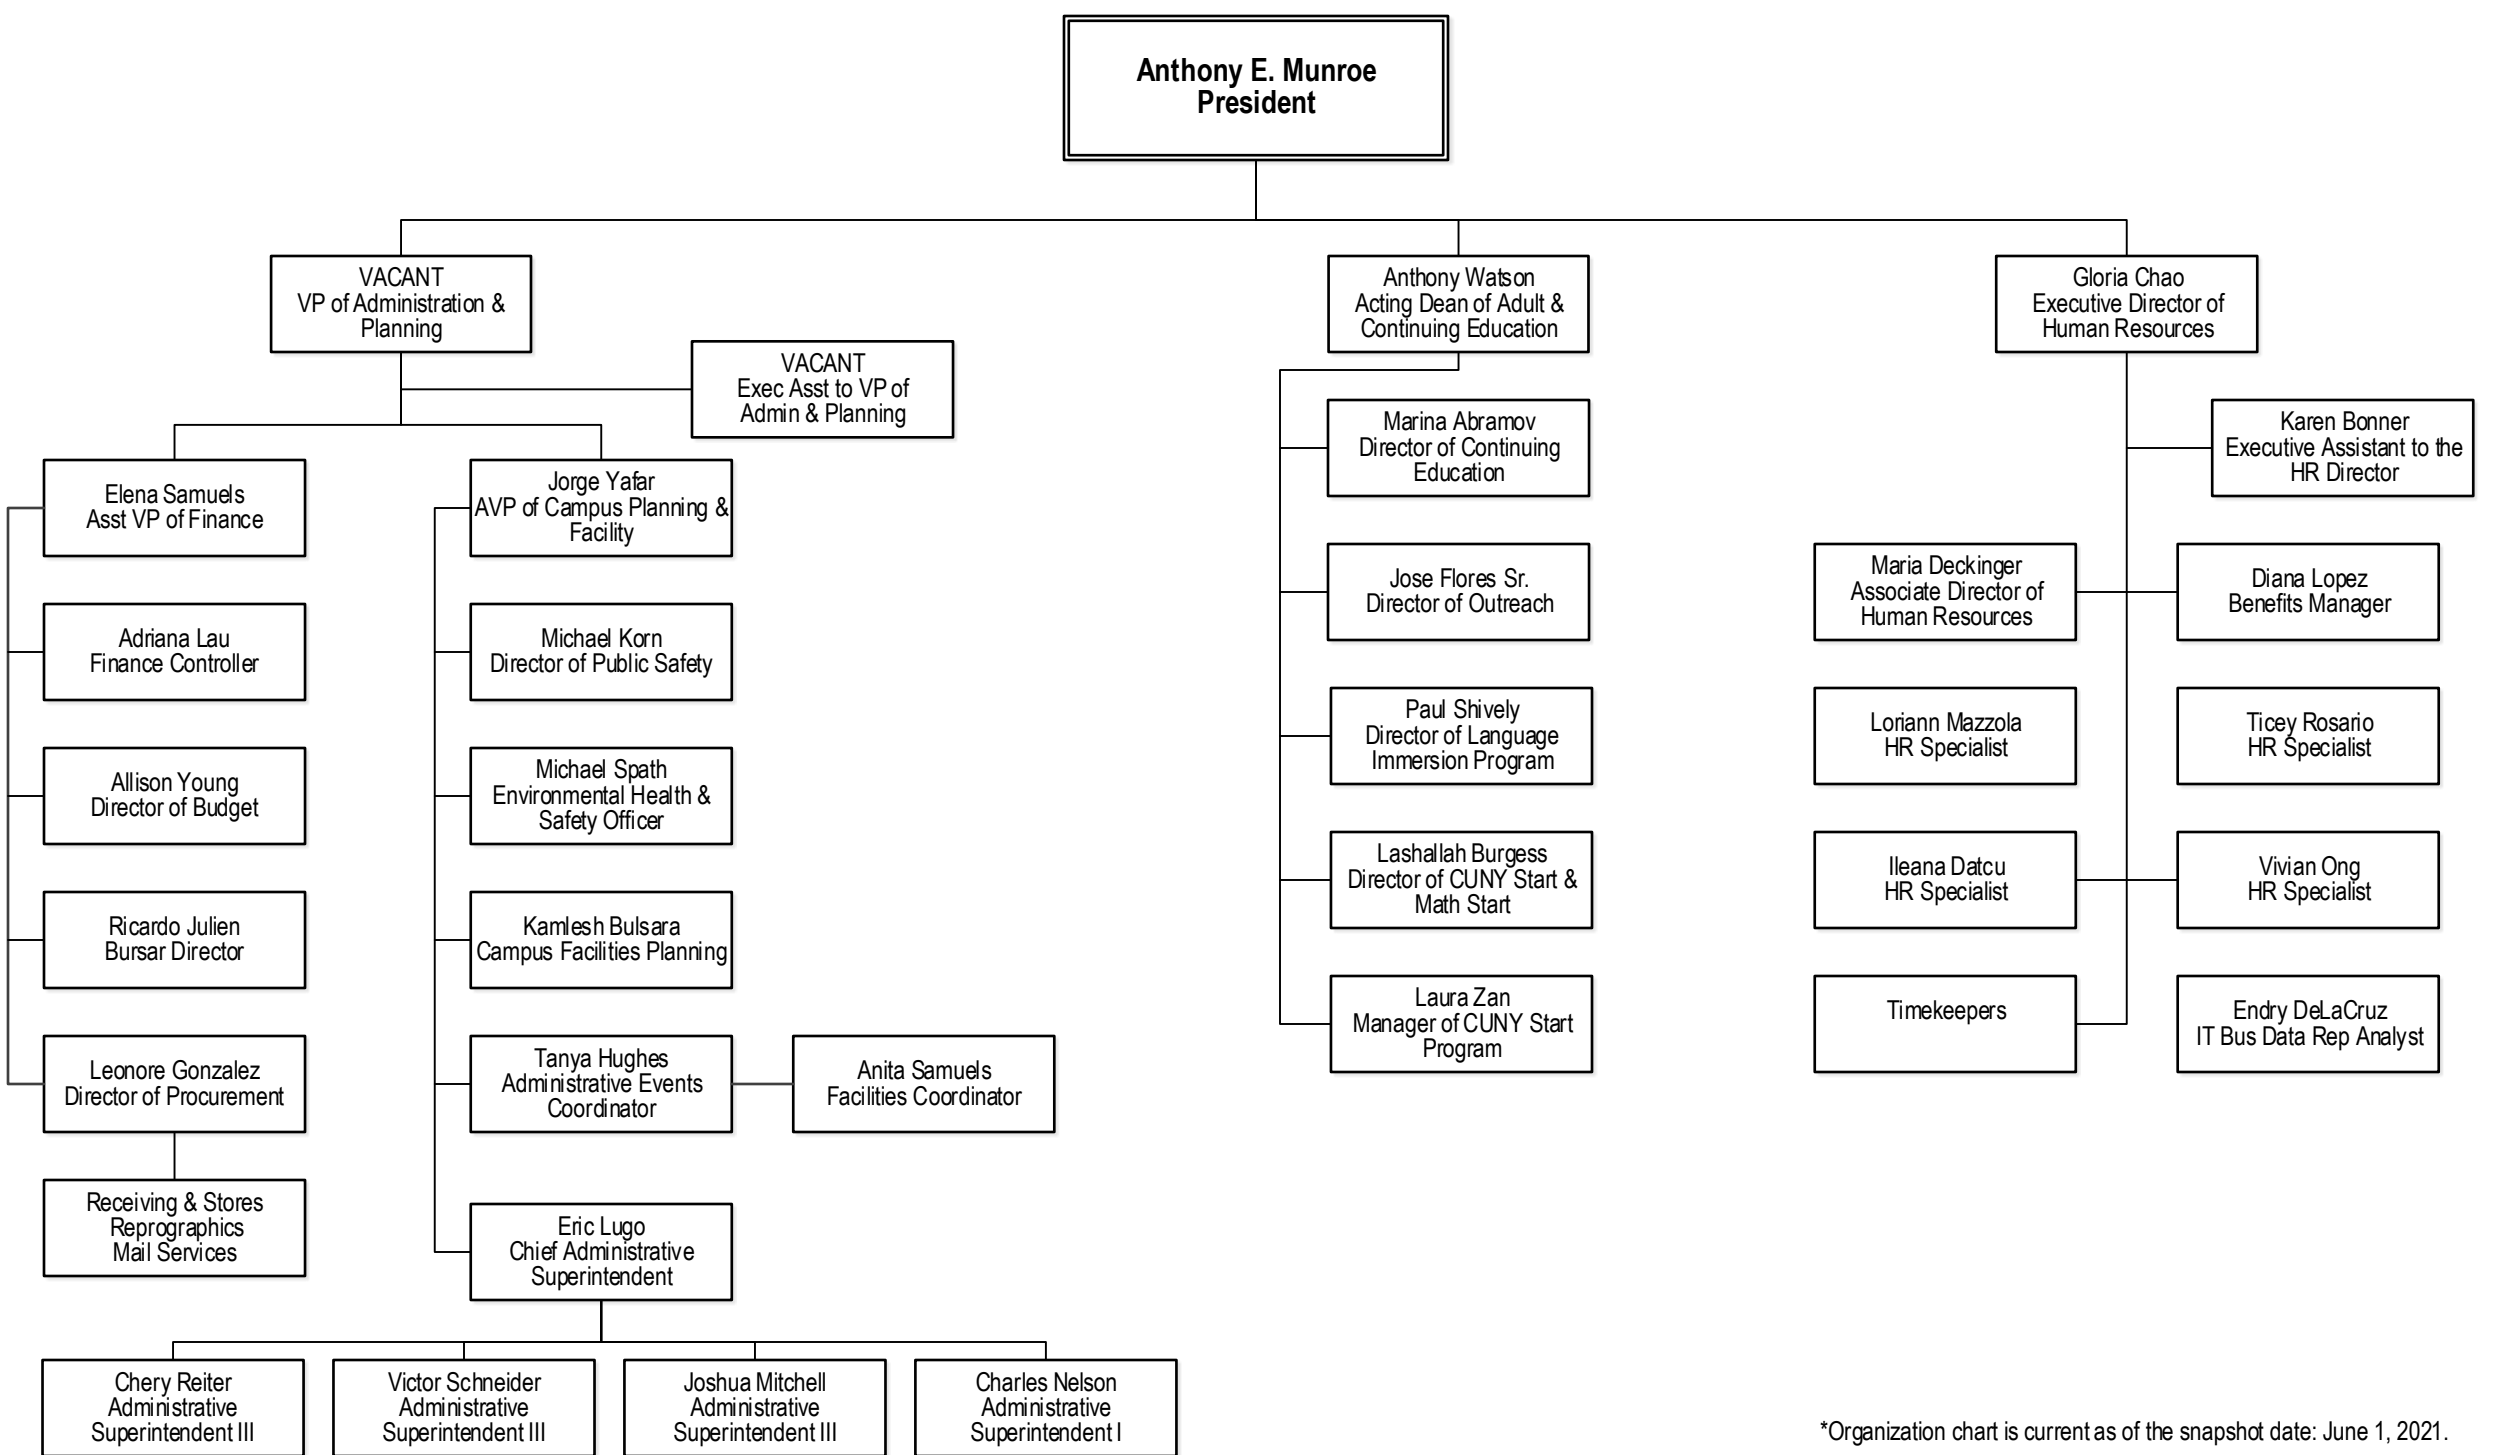 Anthony E. Munroe
President
VACANT
VP of Administration &
Planning
Anthony Watson
Acting Dean of Adult &
Continuing Education
Gloria Chao
Executive Director of
Human Resources
VACANT
Exec Asst to VP of
Admin & Planning
Elena Samuels
Asst VP of Finance
Adriana Lau
Finance Controller
Allison Young
Director of Budget
Ricardo Julien
Bursar Director
Leonore Gonzalez
Director of Procurement
Receiving & Stores
Reprographics
Mail Services
Jorge Yafar
AVP of Campus Planning &
Facility
Michael Korn
Director of Public Safety
Michael Spath
Environmental Health &
Safety Officer
Kamlesh Bulsara
Campus Facilities Planning
Tanya Hughes
Administrative Events
Coordinator
Anita Samuels
Facilities Coordinator
Eric Lugo
Chief Administrative
Superintendent
Chery Reiter
Administrative
Superintendent III
Victor Schneider
Administrative
Superintendent III
Joshua Mitchell
Administrative
Superintendent III
Charles Nelson
Administrative
Superintendent I
Marina Abramov
Director of Continuing
Education
Jose Flores Sr.
Director of Outreach
Paul Shively
Director of Language
Immersion Program
Lashallah Burgess
Director of CUNY Start &
Math Start
Laura Zan
Manager of CUNY Start
Program
Karen Bonner
Executive Assistant to the
HR Director
Maria Deckinger
Associate Director of
Human Resources
Diana Lopez
Benefits Manager
Loriann Mazzola
HR Specialist
Ticey Rosario
HR Specialist
Ileana Datcu
HR Specialist
Vivian Ong
HR Specialist
Timekeepers
Endry DeLaCruz
IT Bus Data Rep Analyst
*Organization chart is current as of the snapshot date: June 1, 2021.